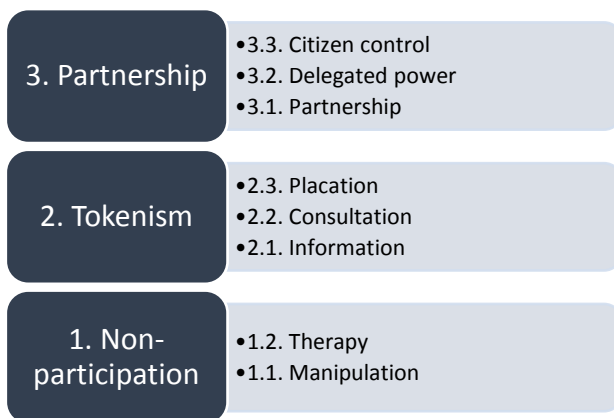 3. Partnership
•3.3. Citizen control
•3.2. Delegated power
•3.1. Partnership
2. Tokenism
•2.3. Placation
•2.2. Consultation
•2.1. Information
1. Non-
participation
•1.2. Therapy
•1.1. Manipulation